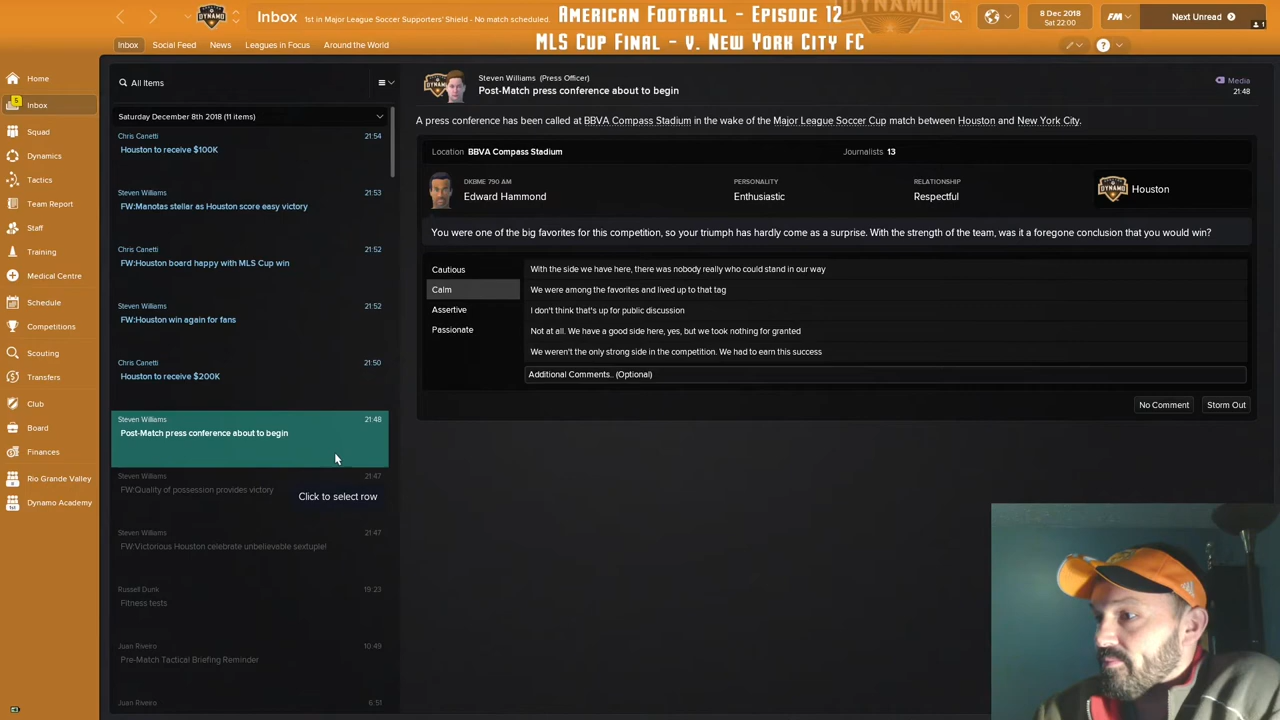 Inbox
1st in Major League Soccer Supporters' Shield - No match scheduled.
American Football - Episode 12
MLS Cup Final - v. New York City FC
8 Dec 2018
Sat 22:00
FM
Next Unread
1
Inbox
Social Feed
News
Leagues in Focus
Around the World
?
Home
5
Inbox
Squad
Dynamics
Tactics
Team Report
Staff
Training
Medical Centre
Schedule
Competitions
Scouting
Transfers
Club
Board
Finances
Rio Grande Valley
Dynamo Academy
All Items
Saturday December 8th 2018 (11 items)
Chris Canetti 21:54
Houston to receive $100K
Steven Williams 21:53
FW:Manotas stellar as Houston score easy victory
Chris Canetti 21:52
FW:Houston board happy with MLS Cup win
Steven Williams 21:52
FW:Houston win again for fans
Chris Canetti 21:50
Houston to receive $200K
Steven Williams 21:48
Post-Match press conference about to begin
Steven Williams 21:47
FW:Quality of possession provides victory
Click to select row
Steven Williams 21:47
FW:Victorious Houston celebrate unbelievable sextuple!
Russell Dunk 19:23
Fitness tests
Juan Riveiro 10:49
Pre-Match Tactical Briefing Reminder
Juan Riveiro 6:51
Steven Williams (Press Officer)
Post-Match press conference about to begin
Media
21:48
A press conference has been called at BBVA Compass Stadium in the wake of the Major League Soccer Cup match between Houston and New York City.
Location BBVA Compass Stadium
Journalists 13
DKBME 790 AM
Edward Hammond
PERSONALITY
Enthusiastic
RELATIONSHIP
Respectful
DYNAMO
Houston
You were one of the big favorites for this competition, so your triumph has hardly come as a surprise. With the strength of the team, was it a foregone conclusion that you would win?
Cautious
Calm
Assertive
Passionate
With the side we have here, there was nobody really who could stand in our way
We were among the favorites and lived up to that tag
I don't think that's up for public discussion
Not at all. We have a good side here, yes, but we took nothing for granted
We weren't the only strong side in the competition. We had to earn this success
Additional Comments.. (Optional)
No Comment
Storm Out